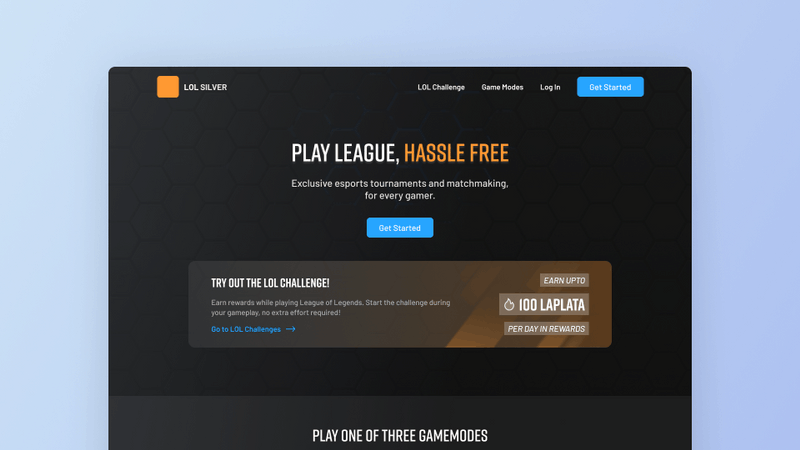 LOL SILVER
LOL Challenge
Game Modes
Log In
Get Started
PLAY LEAGUE, HASSLE FREE
Exclusive esports tournaments and matchmaking,
for every gamer.
Get Started
TRY OUT THE LOL CHALLENGE!
Earn rewards while playing League of Legends. Start the challenge during
your gameplay, no extra effort required!
Go to LOL Challenges
EARN UPTO
100 LAPLATA
PER DAY IN REWARDS
PLAY ONE OF THREE GAMEMODES